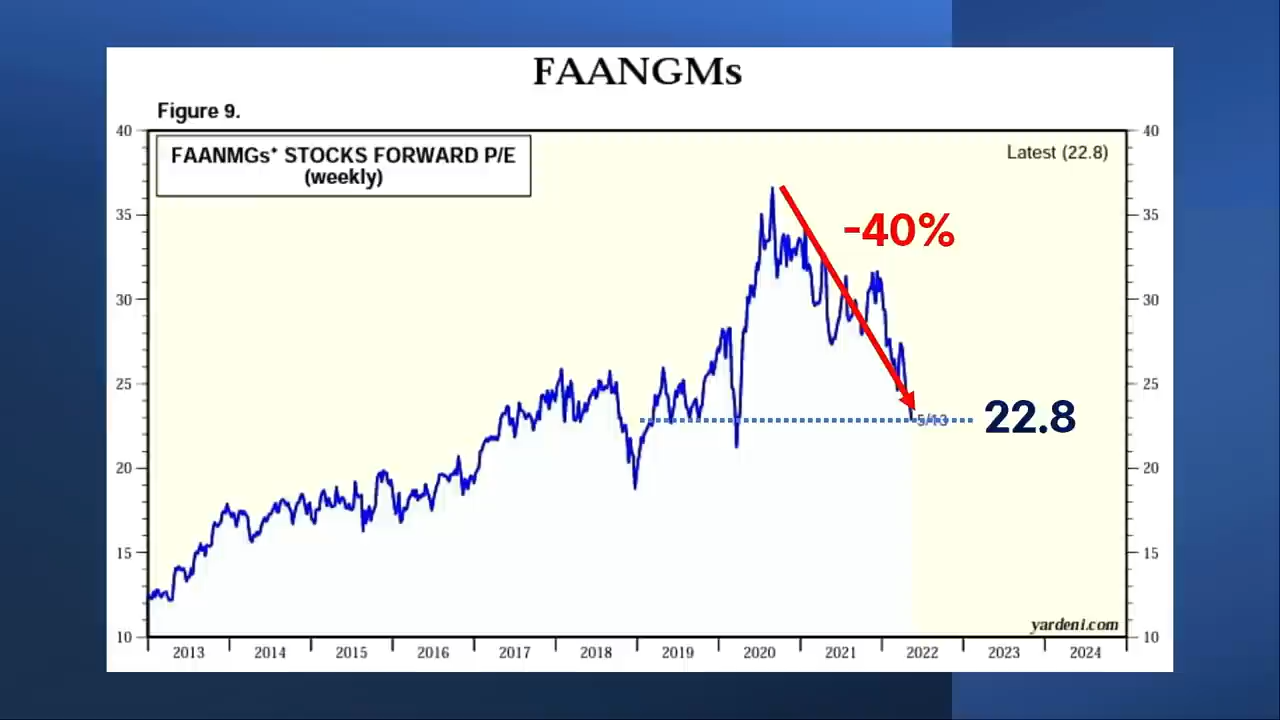 FAANGMs
Figure 9.
FAANMGs* STOCKS FORWARD P/E
(weekly)
Latest (22.8)
40
40
35
35
-40%
30
30
25
25
5/13
22.8
20
20
15
15
yardeni.com
10
10
2013 2014 2015 2016 2017 2018 2019 2020 2021 2022 2023 2024